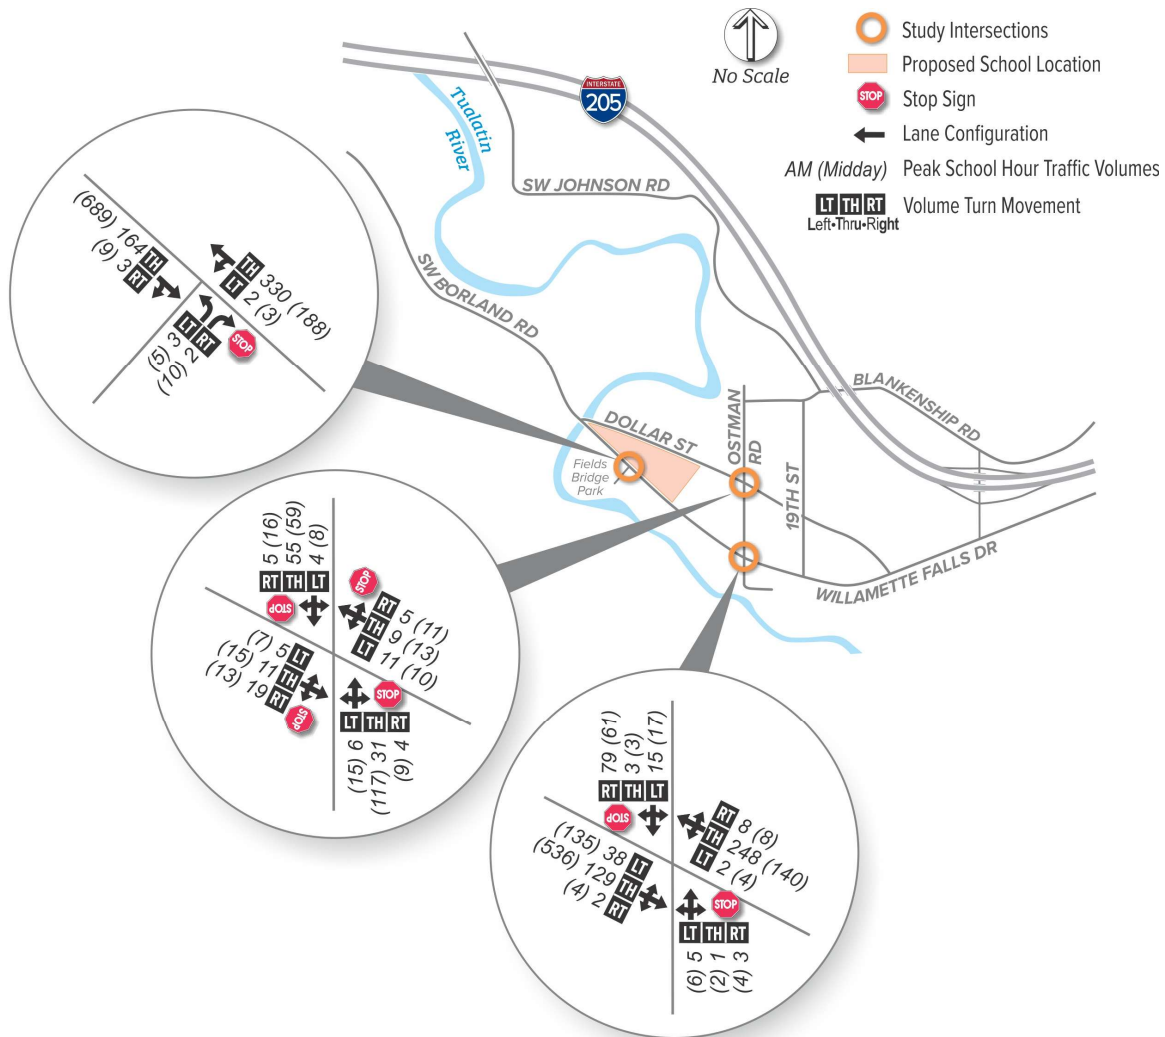 No Scale
Study Intersections
Proposed School Location
STOP
Stop Sign
Lane Configuration
AM (Midday)
Peak School Hour Traffic Volumes
LT TH RT
Left•Thru•Right
Volume Turn Movement
INTERSTATE
205
Tualatin
River
SW JOHNSON RD
SW BORLAND RD
DOLLAR ST
OSTMAN
RD
19TH ST
BLANKENSHIP RD
WILLAMETTE FALLS DR
Fields
Bridge
Park
(689) 164 TH
(9) 3 RT
TH 330 (188)
LT 2 (3)
LT RT
(5) 3
(10) 2
STOP
5 (16)
55 (59)
4 (8)
RT TH LT
STOP
STOP
RT 5 (11)
TH 9 (13)
LT 11 (10)
(7) 5 LT
(15) 11 TH
(13) 19 RT
STOP
STOP
LT TH RT
(15) 6
(117) 31
(9) 4
79 (61)
3 (3)
15 (17)
RT TH LT
STOP
RT 8 (8)
TH 248 (140)
LT 2 (4)
(135) 38 LT
(536) 129 TH
(4) 2 RT
STOP
LT TH RT
(6) 5
(2) 1
(4) 3